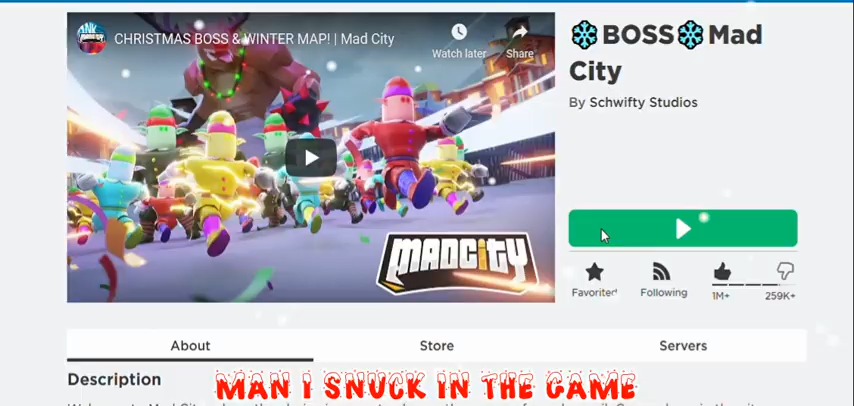 CHRISTMAS BOSS & WINTER MAP! | Mad City
Watch later
Share
❄BOSS❄Mad
City
By Schwifty Studios
MADCITY
Favorited
Following
1M+
259K+
About
Store
Servers
Description
MAN I SNUCK IN THE GAME